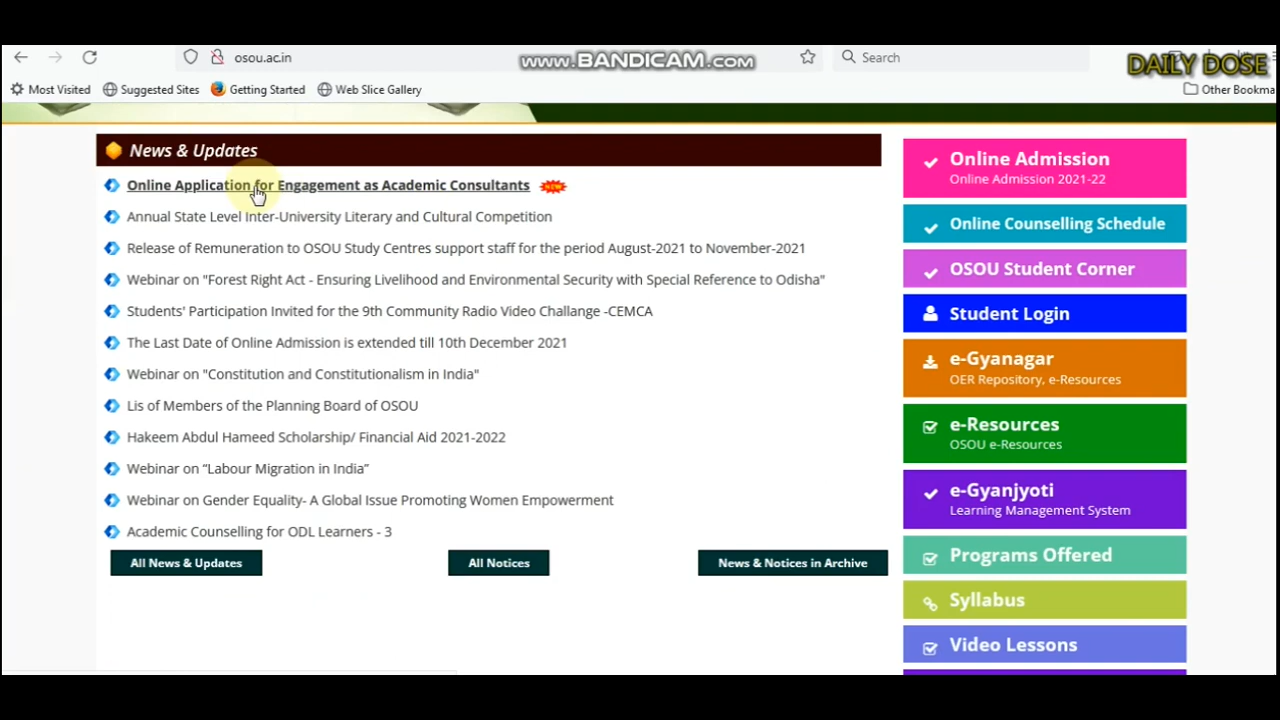 osou.ac.in
www.BANDICAM.com
Search
DAILY DOSE
Most Visited
Suggested Sites
Getting Started
Web Slice Gallery
Other Bookma
News & Updates
Online Application for Engagement as Academic Consultants
Annual State Level Inter-University Literary and Cultural Competition
Release of Remuneration to OSOU Study Centres support staff for the period August-2021 to November-2021
Webinar on "Forest Right Act - Ensuring Livelihood and Environmental Security with Special Reference to Odisha"
Students' Participation Invited for the 9th Community Radio Video Challange -CEMCA
The Last Date of Online Admission is extended till 10th December 2021
Webinar on "Constitution and Constitutionalism in India"
Lis of Members of the Planning Board of OSOU
Hakeem Abdul Hameed Scholarship/ Financial Aid 2021-2022
Webinar on “Labour Migration in India”
Webinar on Gender Equality- A Global Issue Promoting Women Empowerment
Academic Counselling for ODL Learners - 3
All News & Updates
All Notices
News & Notices in Archive
Online Admission
Online Admission 2021-22
Online Counselling Schedule
OSOU Student Corner
Student Login
e-Gyanagar
OER Repository, e-Resources
e-Resources
OSOU e-Resources
e-Gyanjyoti
Learning Management System
Programs Offered
Syllabus
Video Lessons